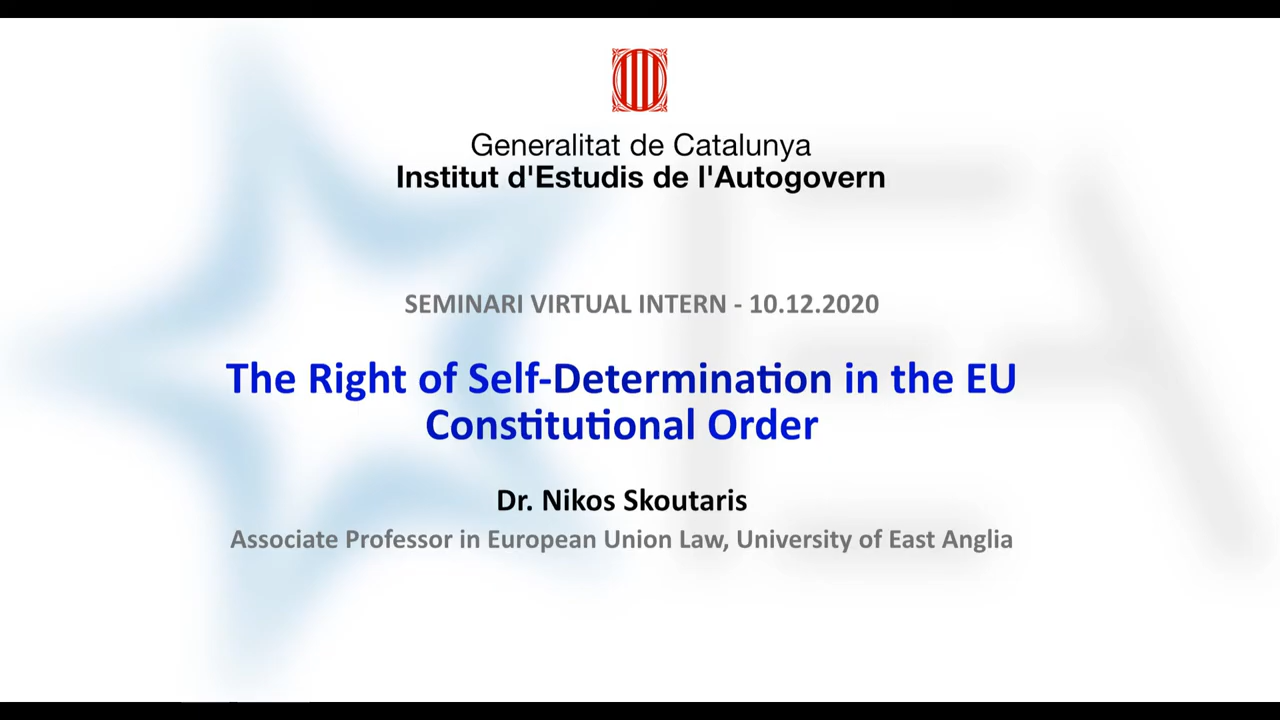 Generalitat de Catalunya
Institut d'Estudis de l'Autogovern
SEMINARI VIRTUAL INTERN - 10.12.2020
The Right of Self-Determination in the EU
Constitutional Order
Dr. Nikos Skoutaris
Associate Professor in European Union Law, University of East Anglia